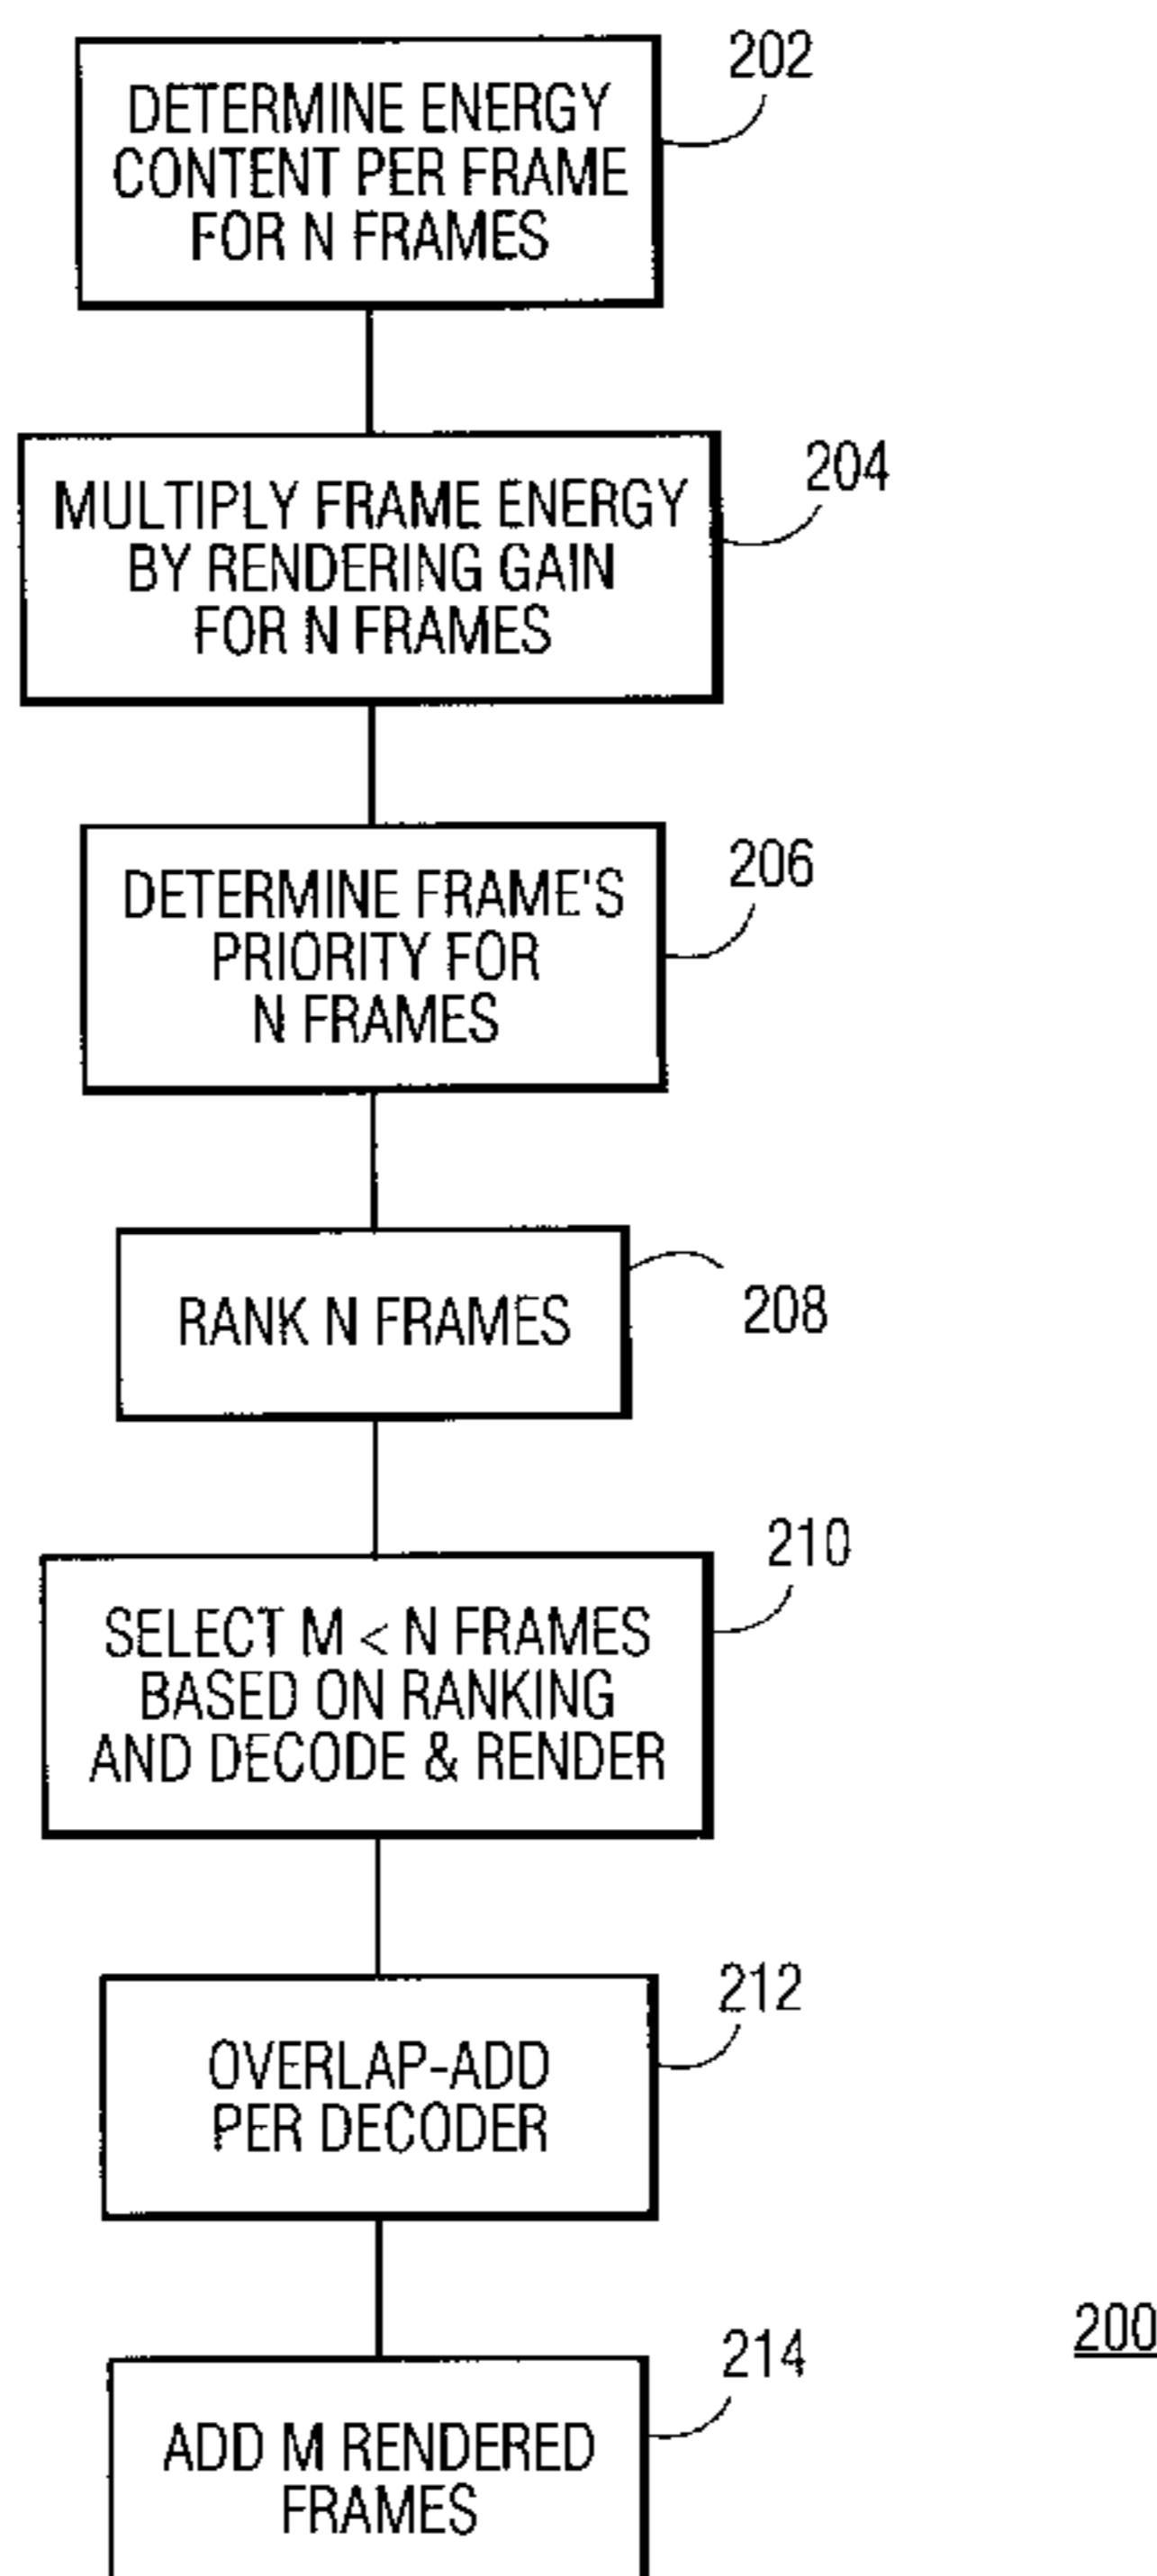 202
DETERMINE ENERGY
CONTENT PER FRAME
FOR N FRAMES
204
MULTIPLY FRAME ENERGY
BY RENDERING GAIN
FOR N FRAMES
206
DETERMINE FRAME'S
PRIORITY FOR
N FRAMES
208
RANK N FRAMES
210
SELECT M < N FRAMES
BASED ON RANKING
AND DECODE & RENDER
212
OVERLAP-ADD
PER DECODER
200
214
ADD M RENDERED
FRAMES